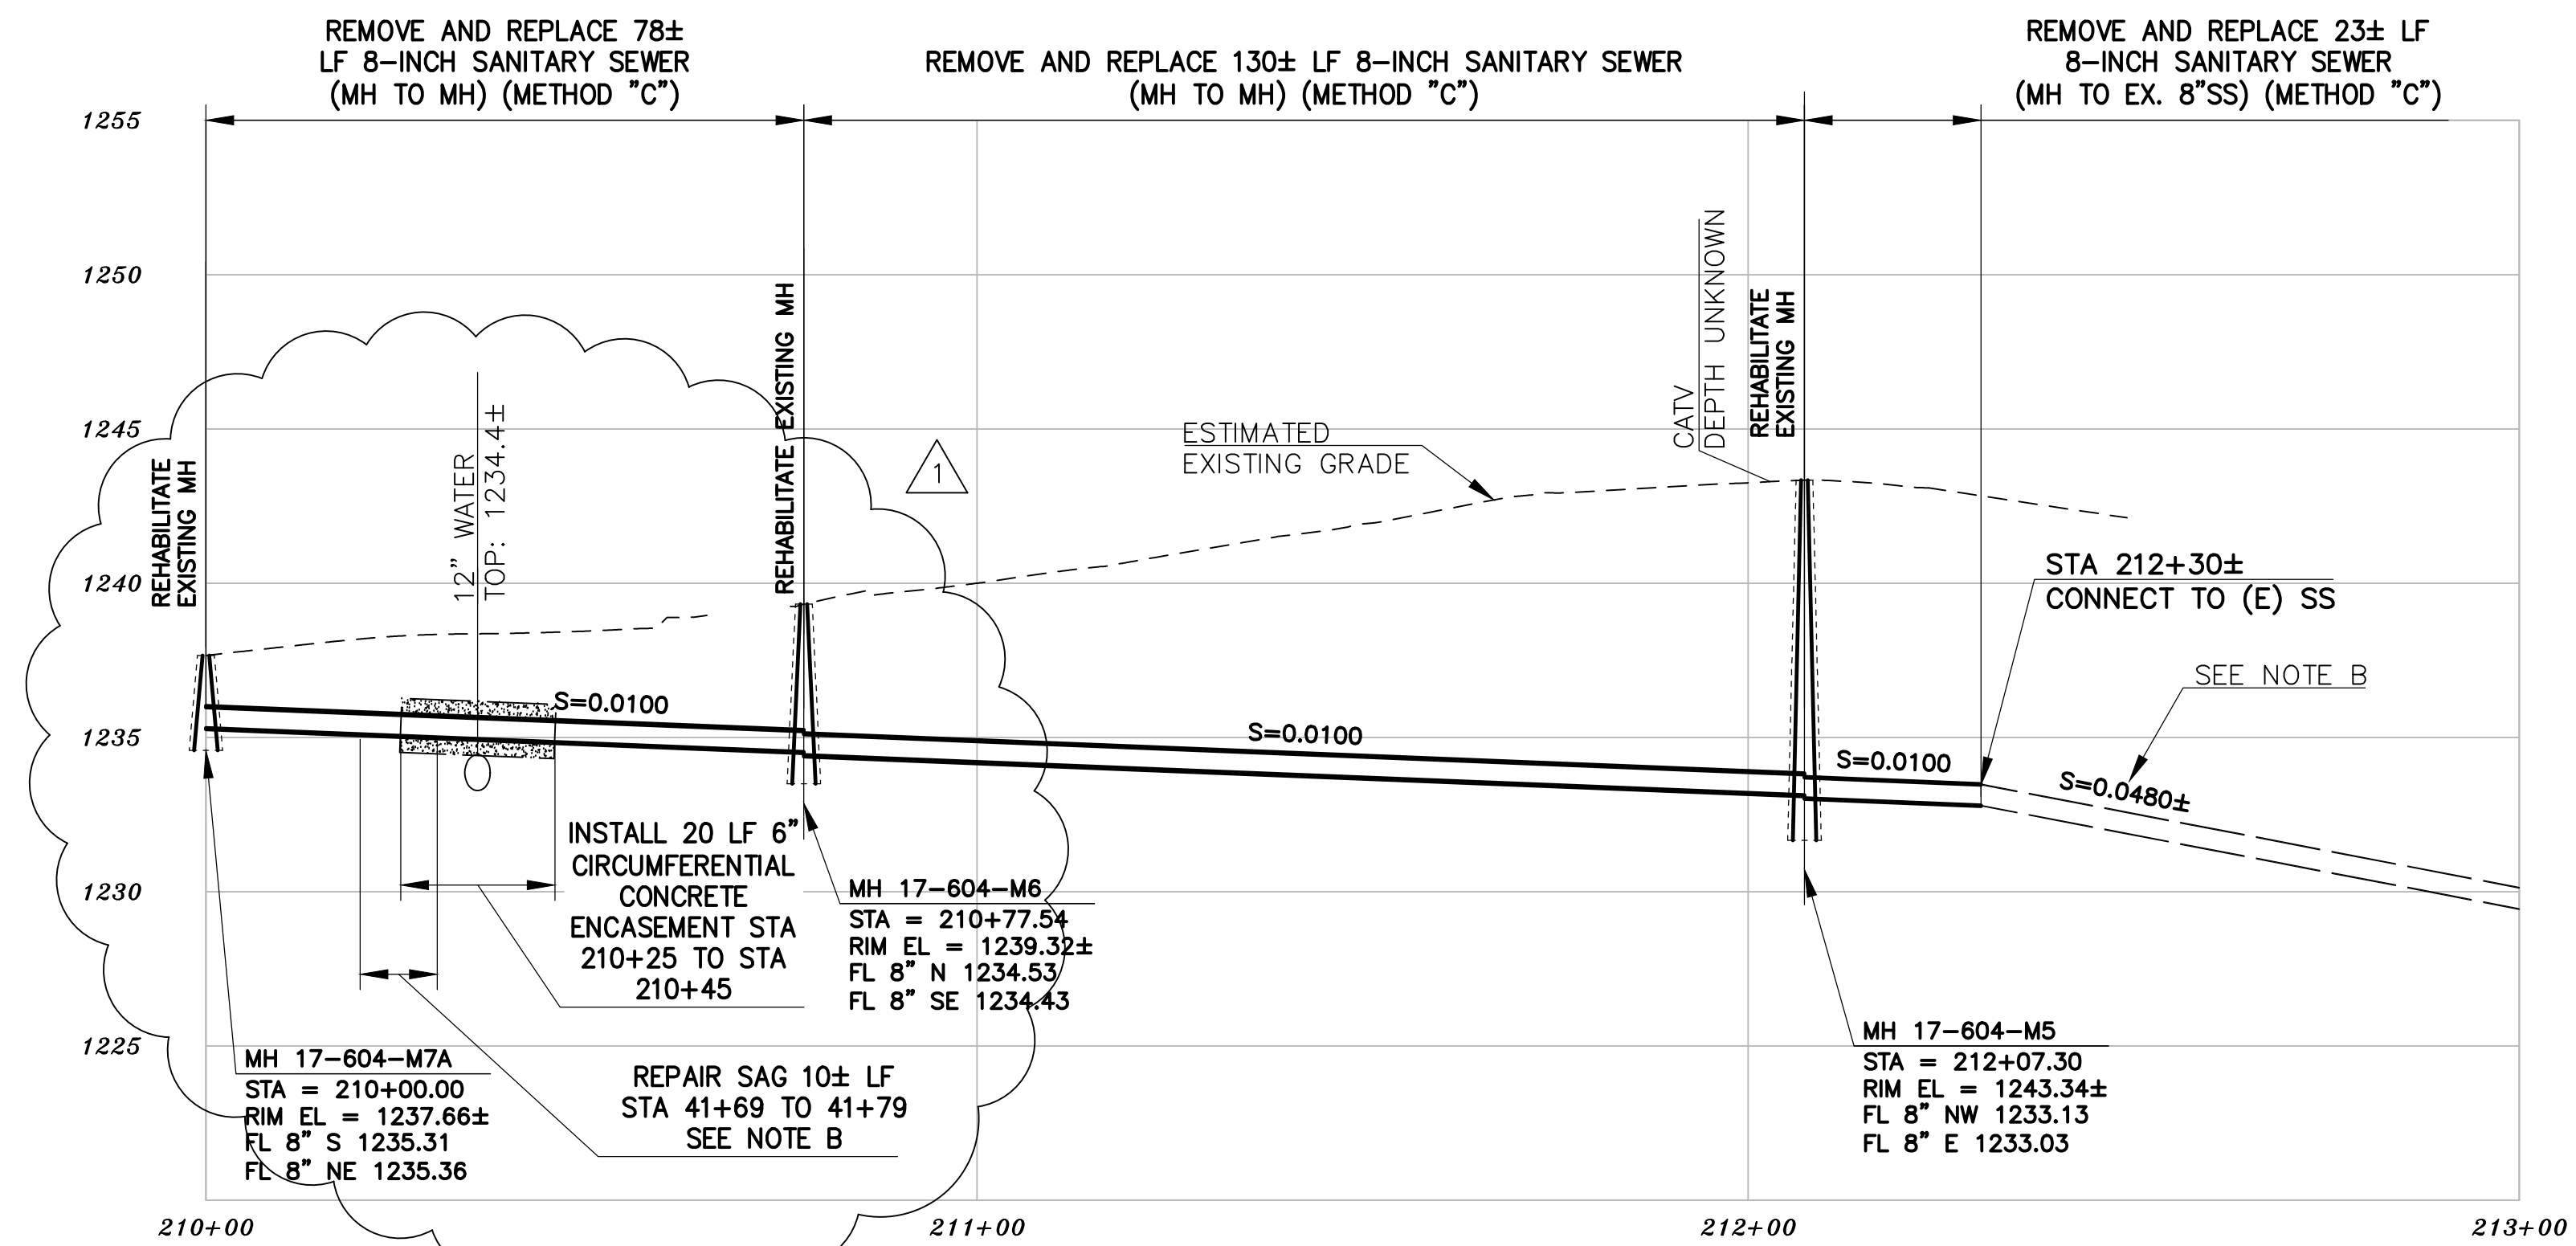 REMOVE AND REPLACE 78±
LF 8-INCH SANITARY SEWER
(MH TO MH) (METHOD "C")
REMOVE AND REPLACE 130± LF 8-INCH SANITARY SEWER
(MH TO MH) (METHOD "C")
REMOVE AND REPLACE 23± LF
8-INCH SANITARY SEWER
(MH TO EX. 8"SS) (METHOD "C")
1255
1250
1245
1240
1235
1230
1225
REHABILITATE
EXISTING MH
12" WATER
TOP: 1234.4±
REHABILITATE EXISTING MH
1
ESTIMATED
EXISTING GRADE
CATV
DEPTH UNKNOWN
REHABILITATE
EXISTING MH
STA 212+30±
CONNECT TO (E) SS
SEE NOTE B
S=0.0100
S=0.0100
S=0.0100
S=0.0480±
INSTALL 20 LF 6"
CIRCUMFERENTIAL
CONCRETE
ENCASEMENT STA
210+25 TO STA
210+45
MH 17-604-M6
STA = 210+77.54
RIM EL = 1239.32±
FL 8" N 1234.53
FL 8" SE 1234.43
MH 17-604-M7A
STA = 210+00.00
RIM EL = 1237.66±
FL 8" S 1235.31
FL 8" NE 1235.36
REPAIR SAG 10± LF
STA 41+69 TO 41+79
SEE NOTE B
MH 17-604-M5
STA = 212+07.30
RIM EL = 1243.34±
FL 8" NW 1233.13
FL 8" E 1233.03
210+00
211+00
212+00
213+00